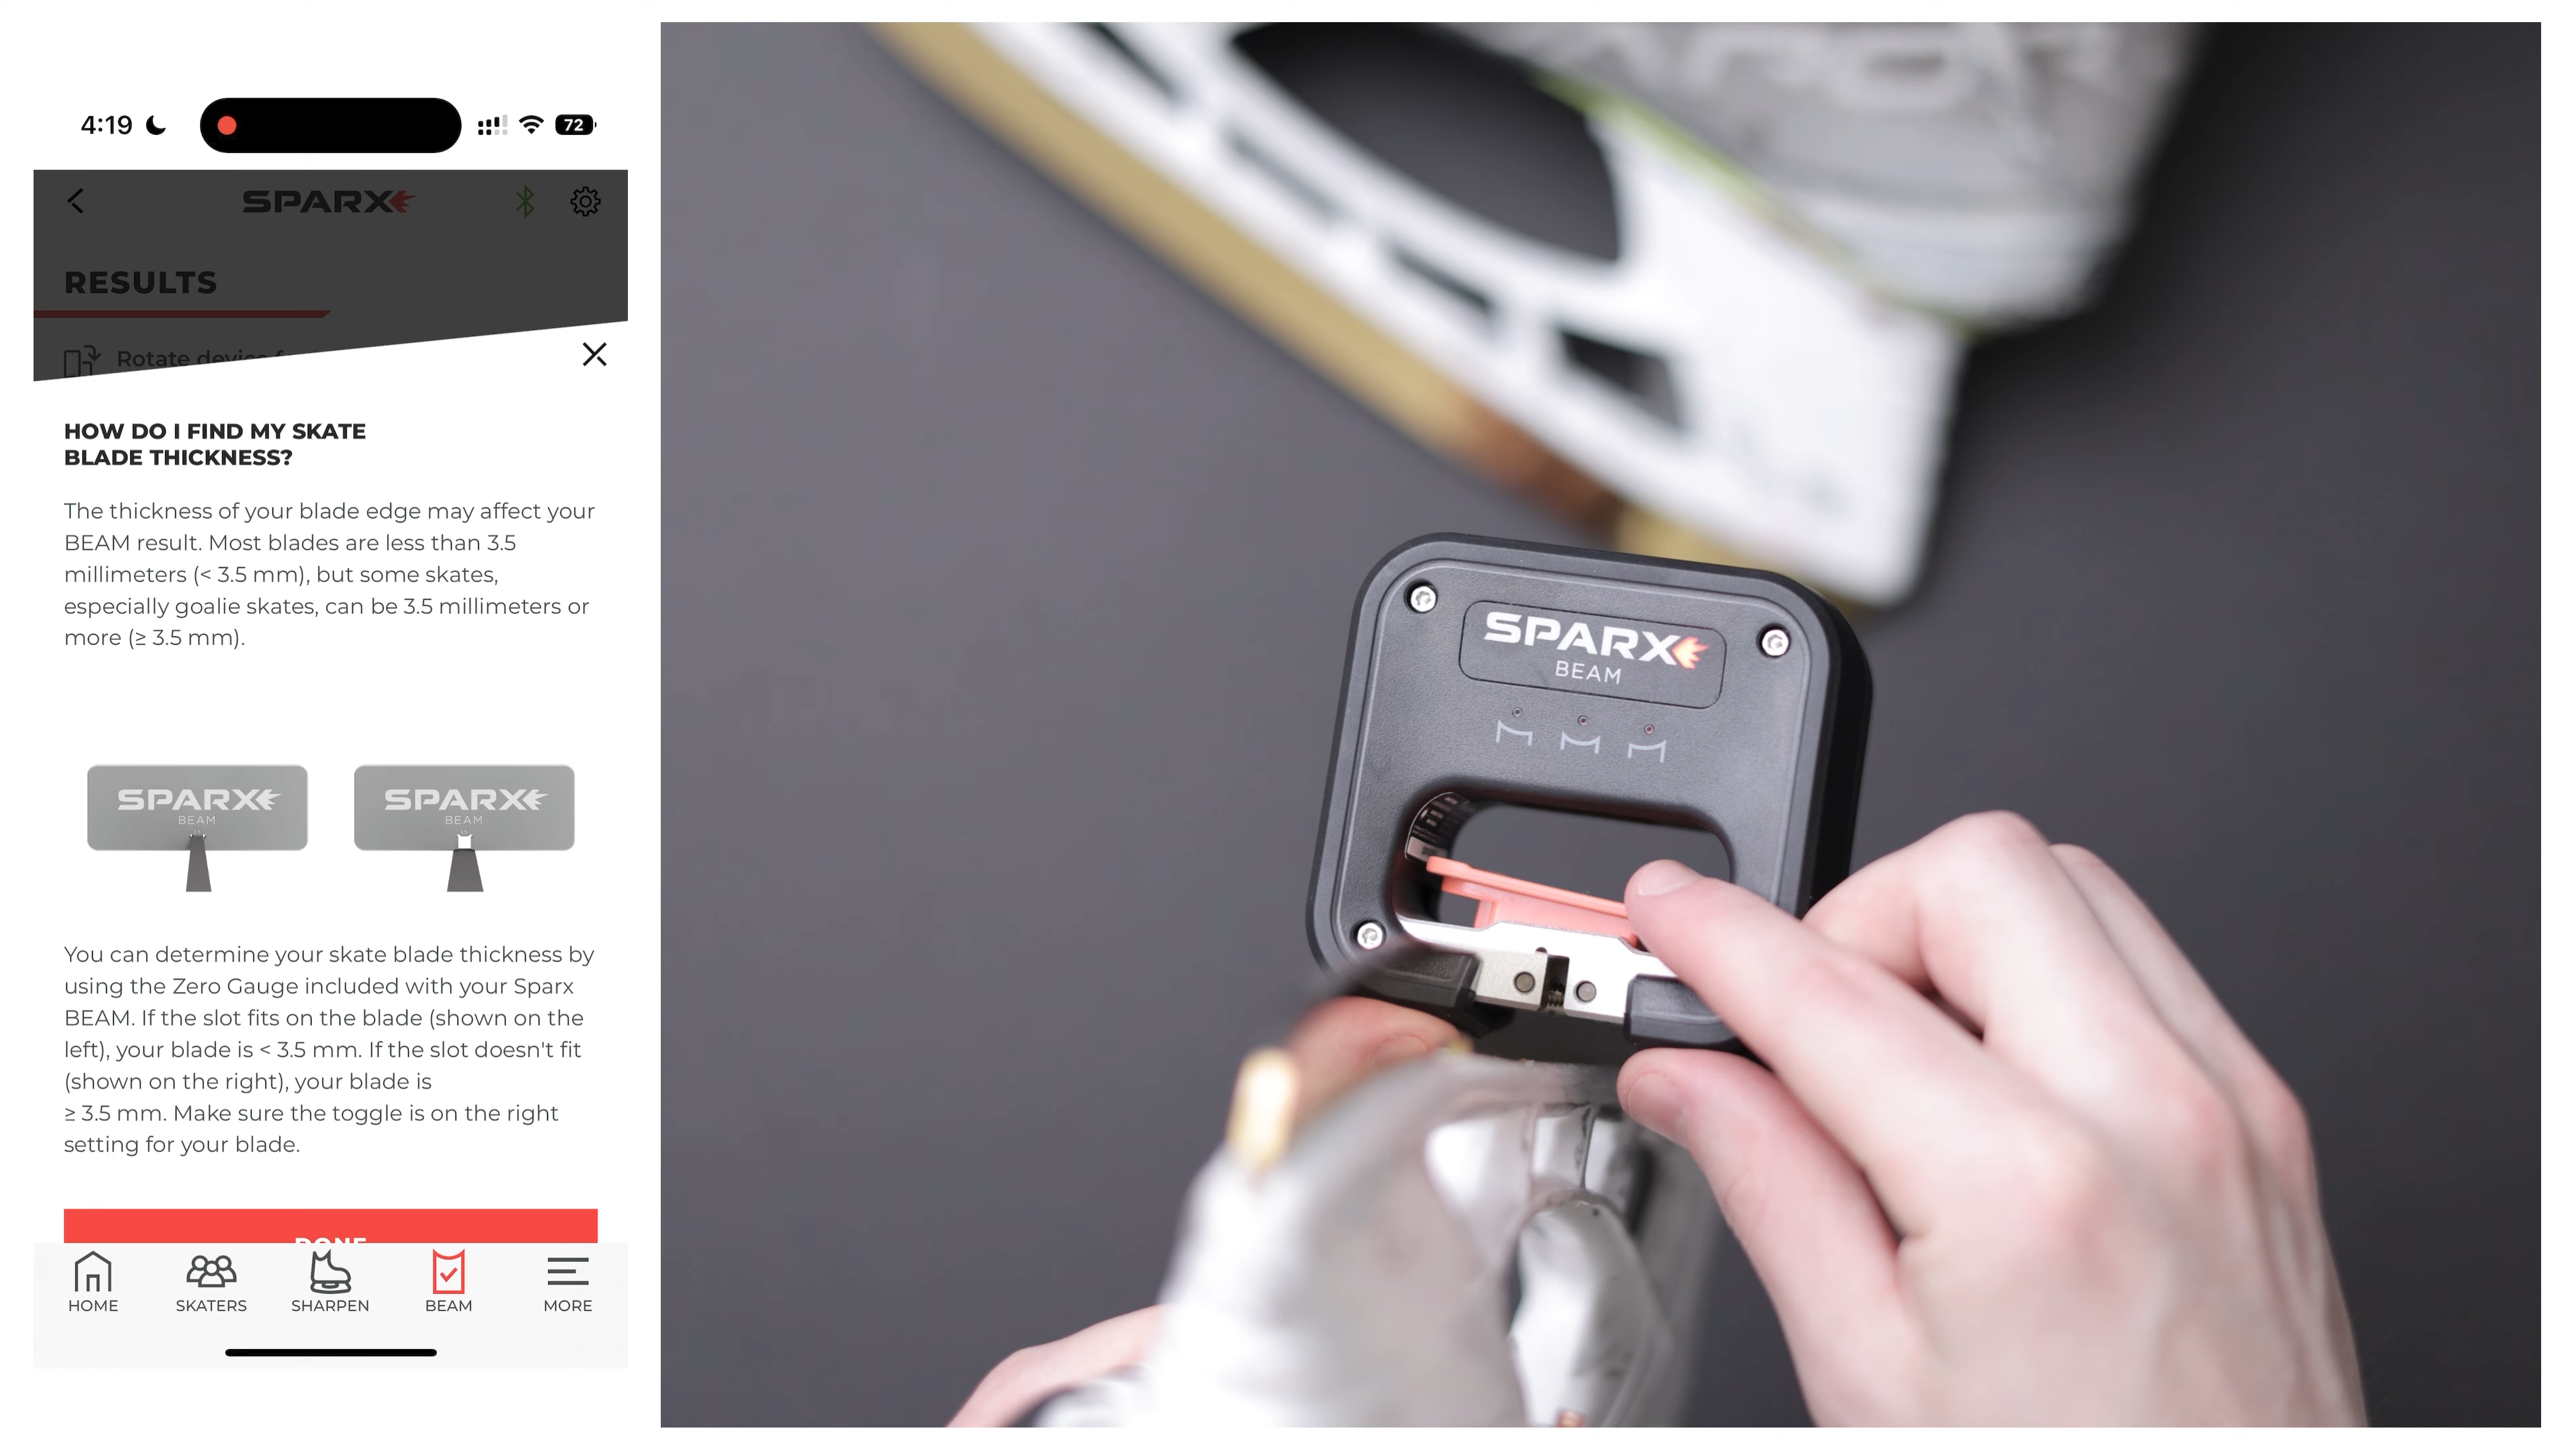 4:19
72
SPARX
RESULTS
Rotate device
HOW DO I FIND MY SKATE
BLADE THICKNESS?
The thickness of your blade edge may affect your
BEAM result. Most blades are less than 3.5
millimeters (< 3.5 mm), but some skates,
especially goalie skates, can be 3.5 millimeters or
more (≥ 3.5 mm).
SPARX
BEAM
SPARX
BEAM
You can determine your skate blade thickness by
using the Zero Gauge included with your Sparx
BEAM. If the slot fits on the blade (shown on the
left), your blade is < 3.5 mm. If the slot doesn't fit
(shown on the right), your blade is
≥ 3.5 mm. Make sure the toggle is on the right
setting for your blade.
DONE
HOME
SKATERS
SHARPEN
BEAM
MORE
SPARX
BEAM